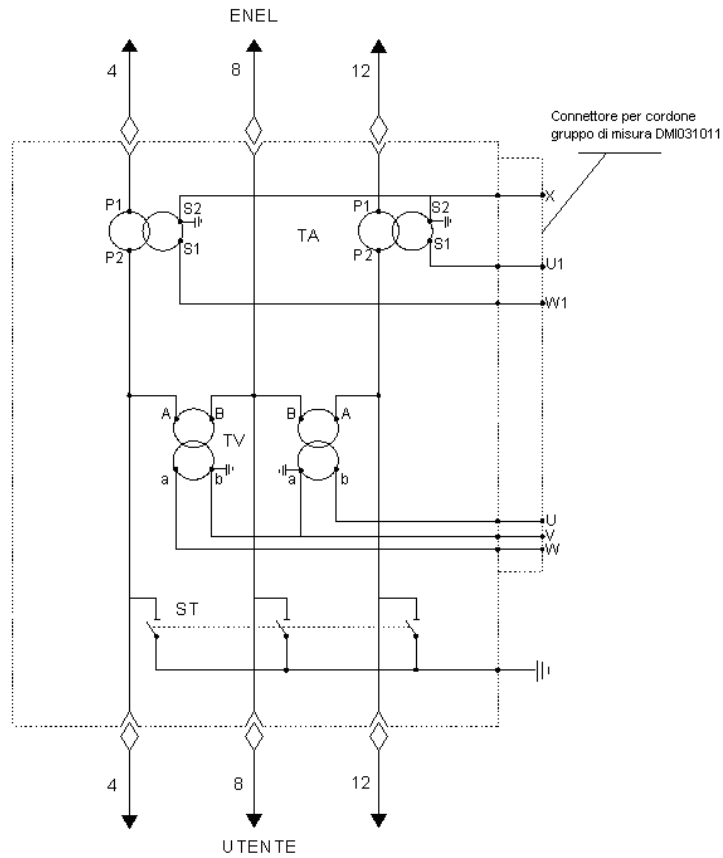 ENEL
4
8
12
Connettore per cordone
gruppo di misura DMI031011
P1
S2
TA
P1
S2
X
S1
S1
P2
P2
U1
W1
A
B
B
A
TV
a
b
a
b
U
V
W
ST
4
8
12
UTENTE